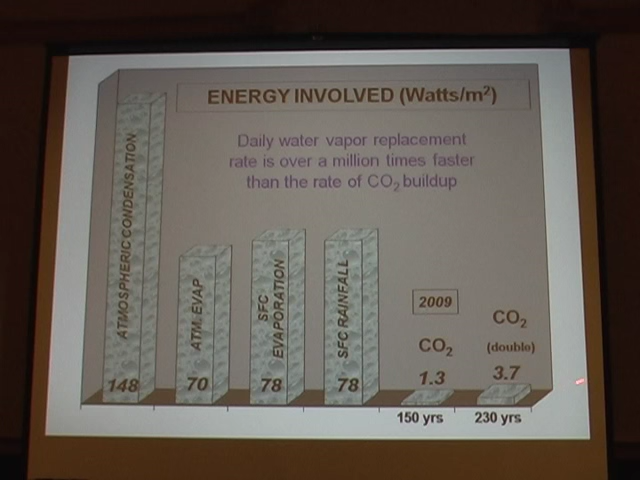 ENERGY INVOLVED (Watts/m²)
Daily water vapor replacement
rate is over a million times faster
than the rate of CO₂ buildup
ATMOSPHERIC CONDENSATION
148
ATM. EVAP
70
SFC
EVAPORATION
78
SFC RAINFALL
78
2009
CO₂
1.3
150 yrs
CO₂
(double)
3.7
230 yrs